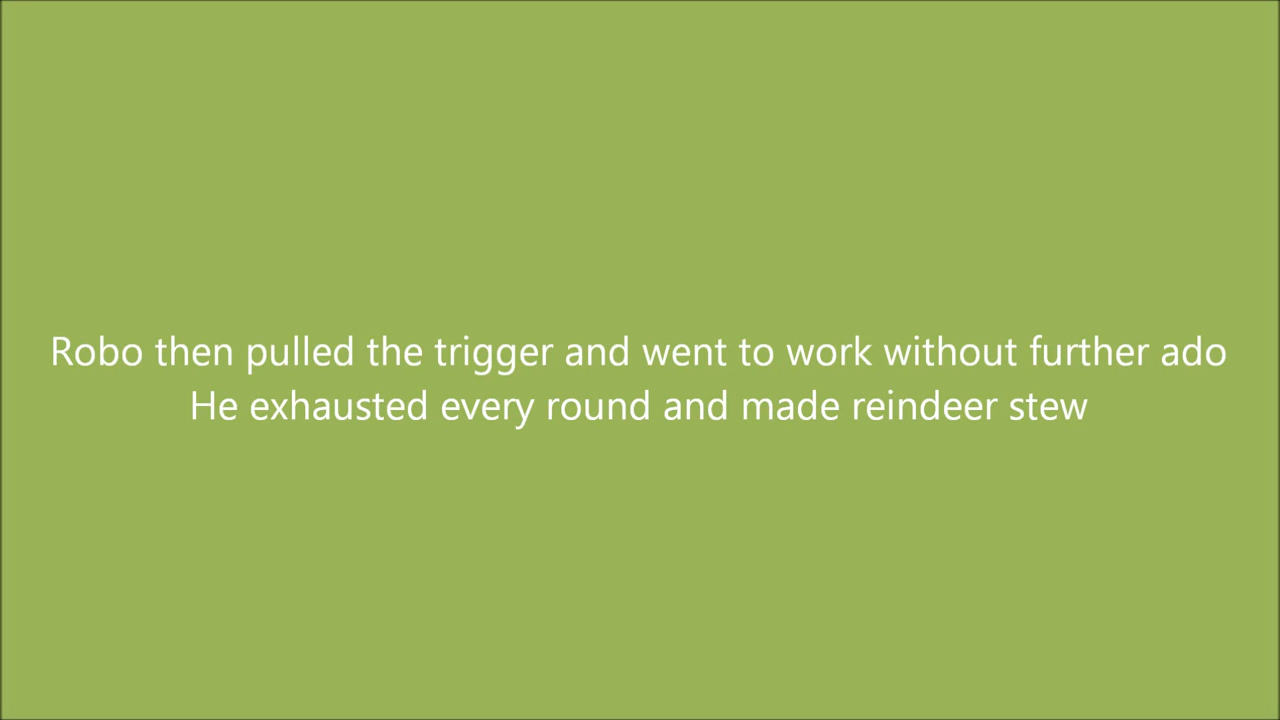 Robo then pulled the trigger and went to work without further ado
He exhausted every round and made reindeer stew